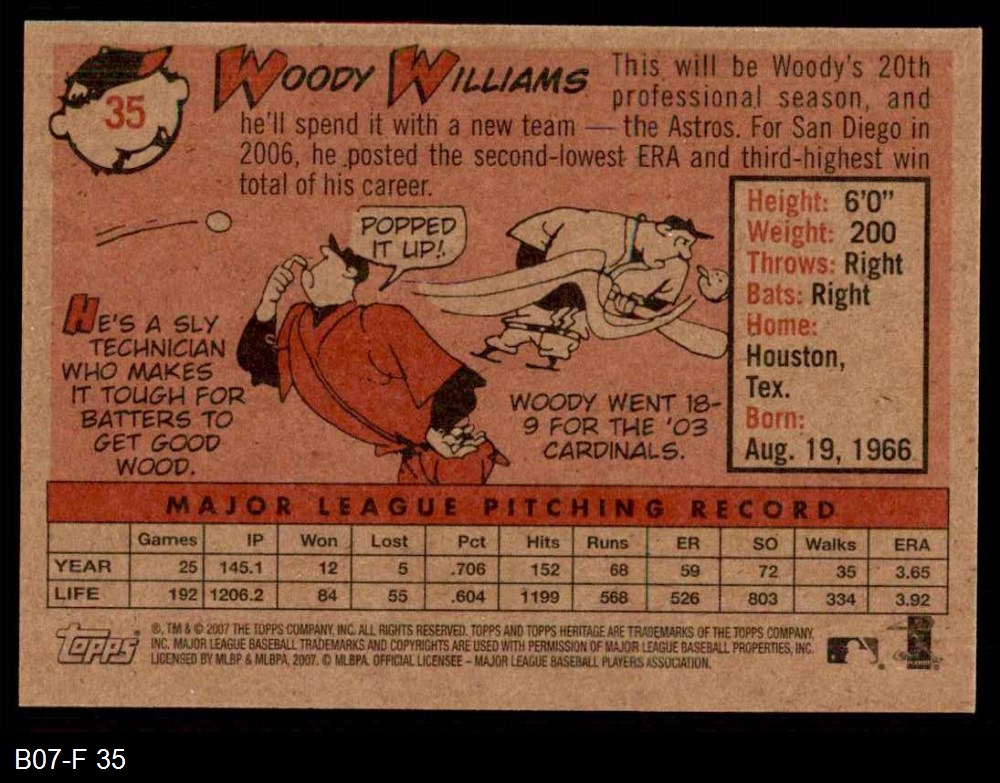 35
WOODY WILLIAMS
This will be Woody's 20th
professional season, and
he'll spend it with a new team — the Astros. For San Diego in
2006, he posted the second-lowest ERA and third-highest win
total of his career.
POPPED
IT UP!
HE'S A SLY
TECHNICIAN
WHO MAKES
IT TOUGH FOR
BATTERS TO
GET GOOD
WOOD.
WOODY WENT 18-
9 FOR THE '03
CARDINALS.
Height: 6'0"
Weight: 200
Throws: Right
Bats: Right
Home:
Houston,
Tex.
Born:
Aug. 19, 1966
MAJOR LEAGUE PITCHING RECORD
Games IP Won Lost Pct Hits Runs ER SO Walks ERA
YEAR 25 145.1 12 5 .706 152 68 59 72 35 3.65
LIFE 192 1206.2 84 55 .604 1199 568 526 803 334 3.92
Topps
®, TM & © 2007 THE TOPPS COMPANY, INC. ALL RIGHTS RESERVED. TOPPS AND TOPPS HERITAGE ARE TRADEMARKS OF THE TOPPS COMPANY,
INC. MAJOR LEAGUE BASEBALL TRADEMARKS AND COPYRIGHTS ARE USED WITH PERMISSION OF MAJOR LEAGUE BASEBALL PROPERTIES, INC.
LICENSED BY MLBP & MLBPA, 2007. © MLBPA. OFFICIAL LICENSEE – MAJOR LEAGUE BASEBALL PLAYERS ASSOCIATION.
B07-F 35